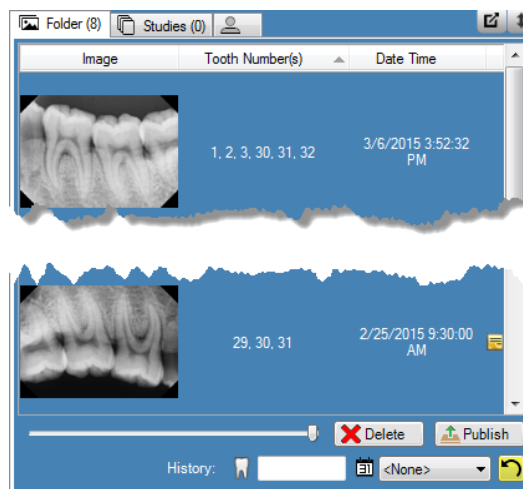 Folder (8) Studies (0)
Image Tooth Number(s) Date Time
1, 2, 3, 30, 31, 32 3/6/2015 3:52:32
PM
29, 30, 31 2/25/2015 9:30:00
AM
Delete Publish
History: 31 <None>